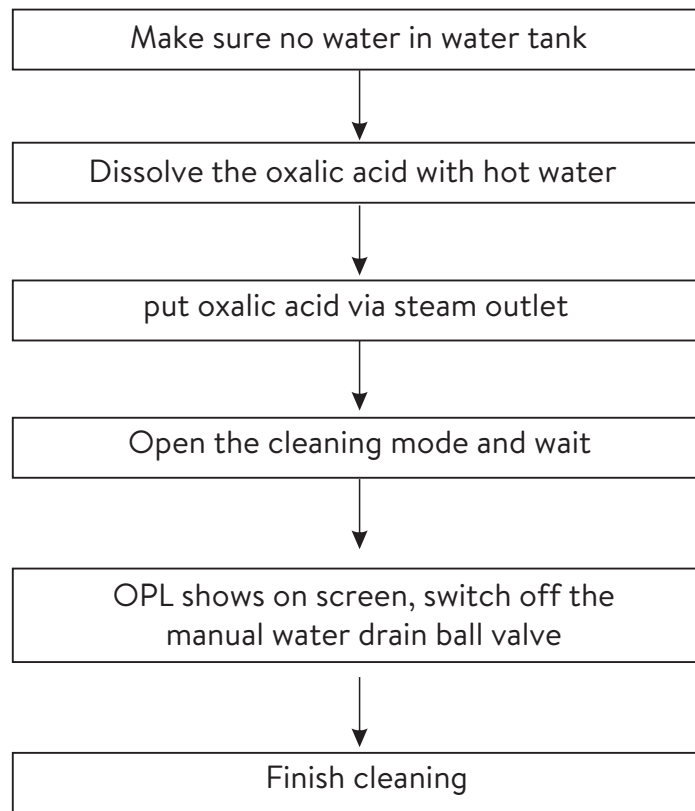 Make sure no water in water tank
Dissolve the oxalic acid with hot water
put oxalic acid via steam outlet
Open the cleaning mode and wait
OPL shows on screen, switch off the
manual water drain ball valve
Finish cleaning